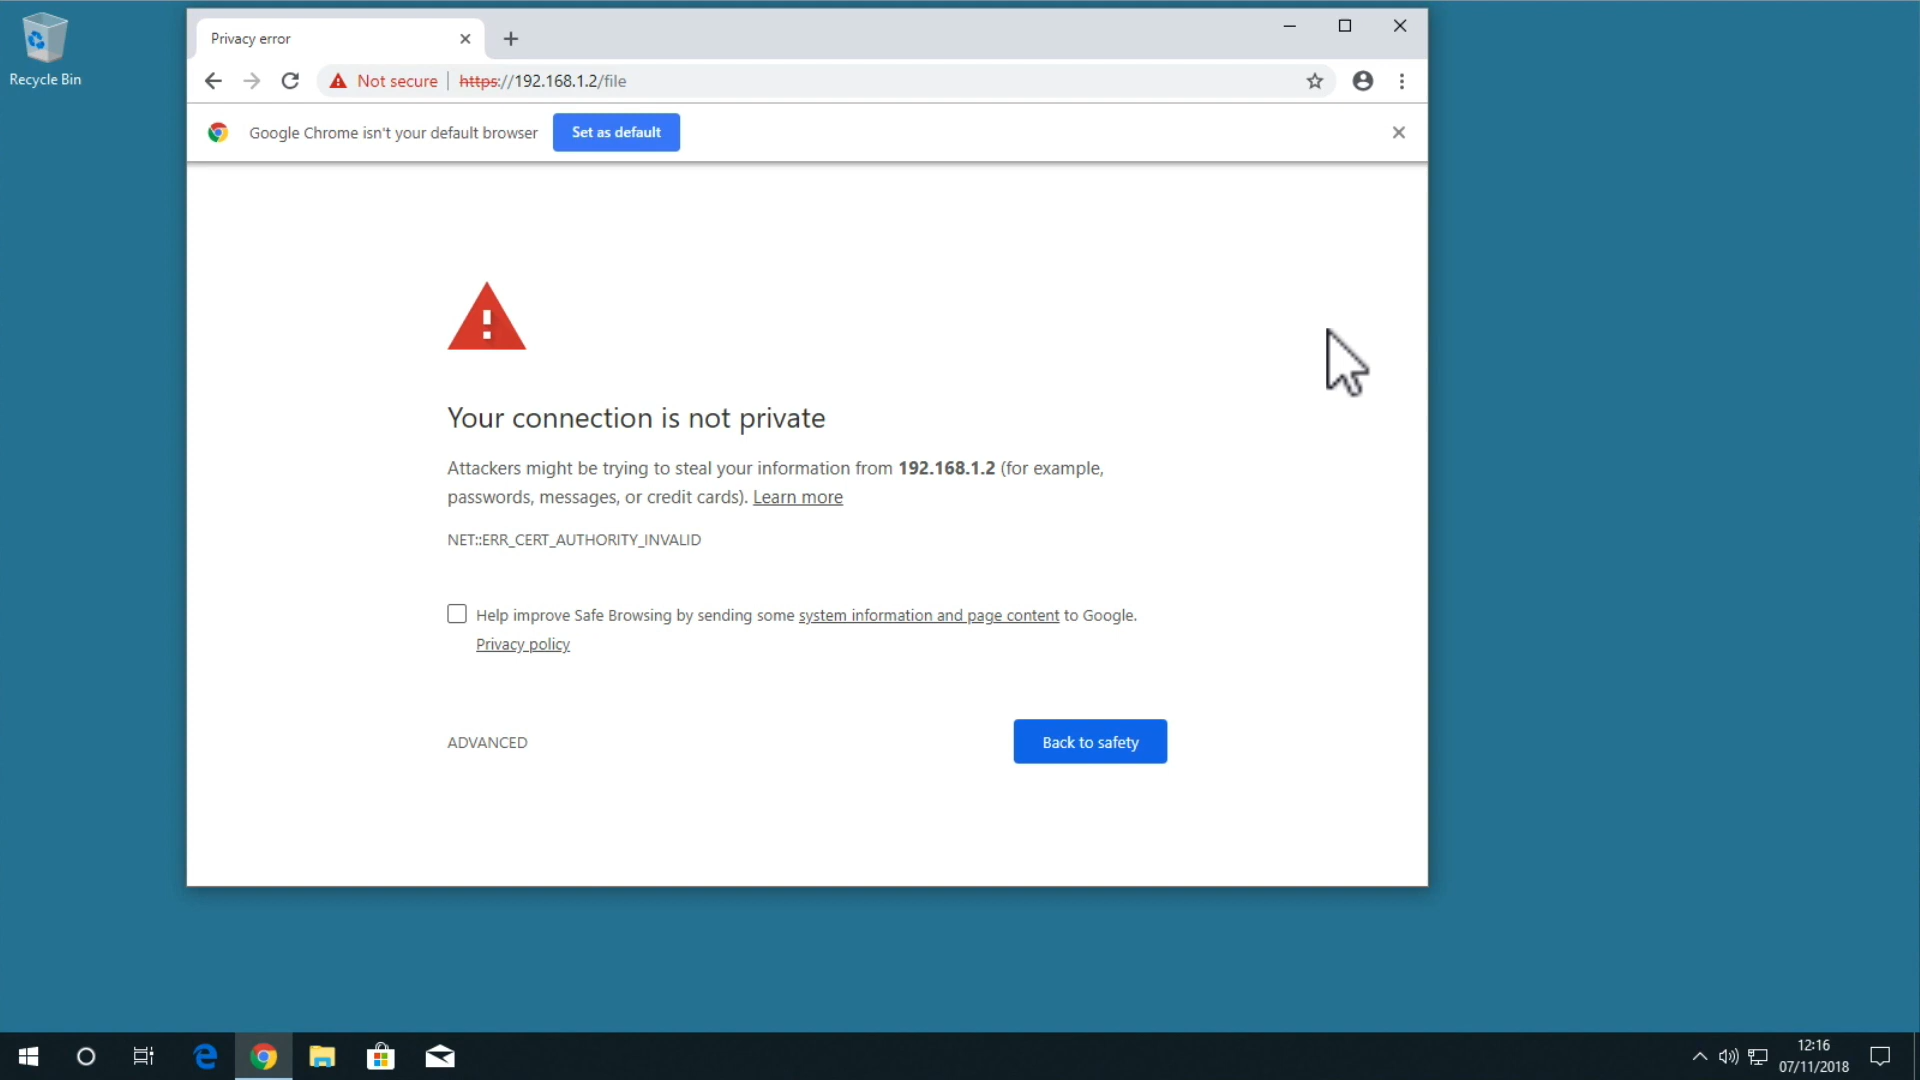 Recycle Bin
Privacy error
Not secure
https://192.168.1.2/file
Google Chrome isn't your default browser
Set as default
Your connection is not private
Attackers might be trying to steal your information from 192.168.1.2 (for example,
passwords, messages, or credit cards). Learn more
NET::ERR_CERT_AUTHORITY_INVALID
Help improve Safe Browsing by sending some system information and page content to Google.
Privacy policy
ADVANCED
Back to safety
12:16
07/11/2018